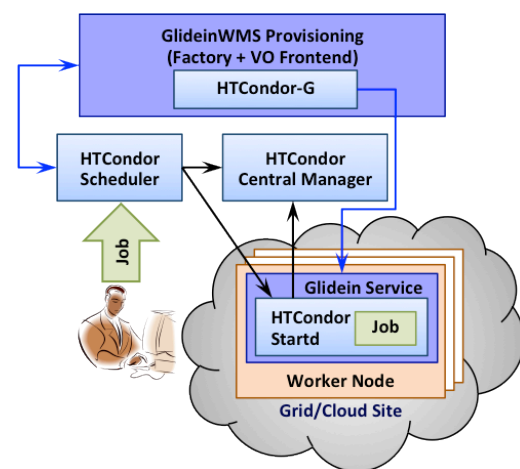 GlideinWMS Provisioning
(Factory + VO Frontend)
HTCondor-G
HTCondor
Scheduler
HTCondor
Central Manager
Job
Glidein Service
HTCondor
Startd
Job
Worker Node
Grid/Cloud Site